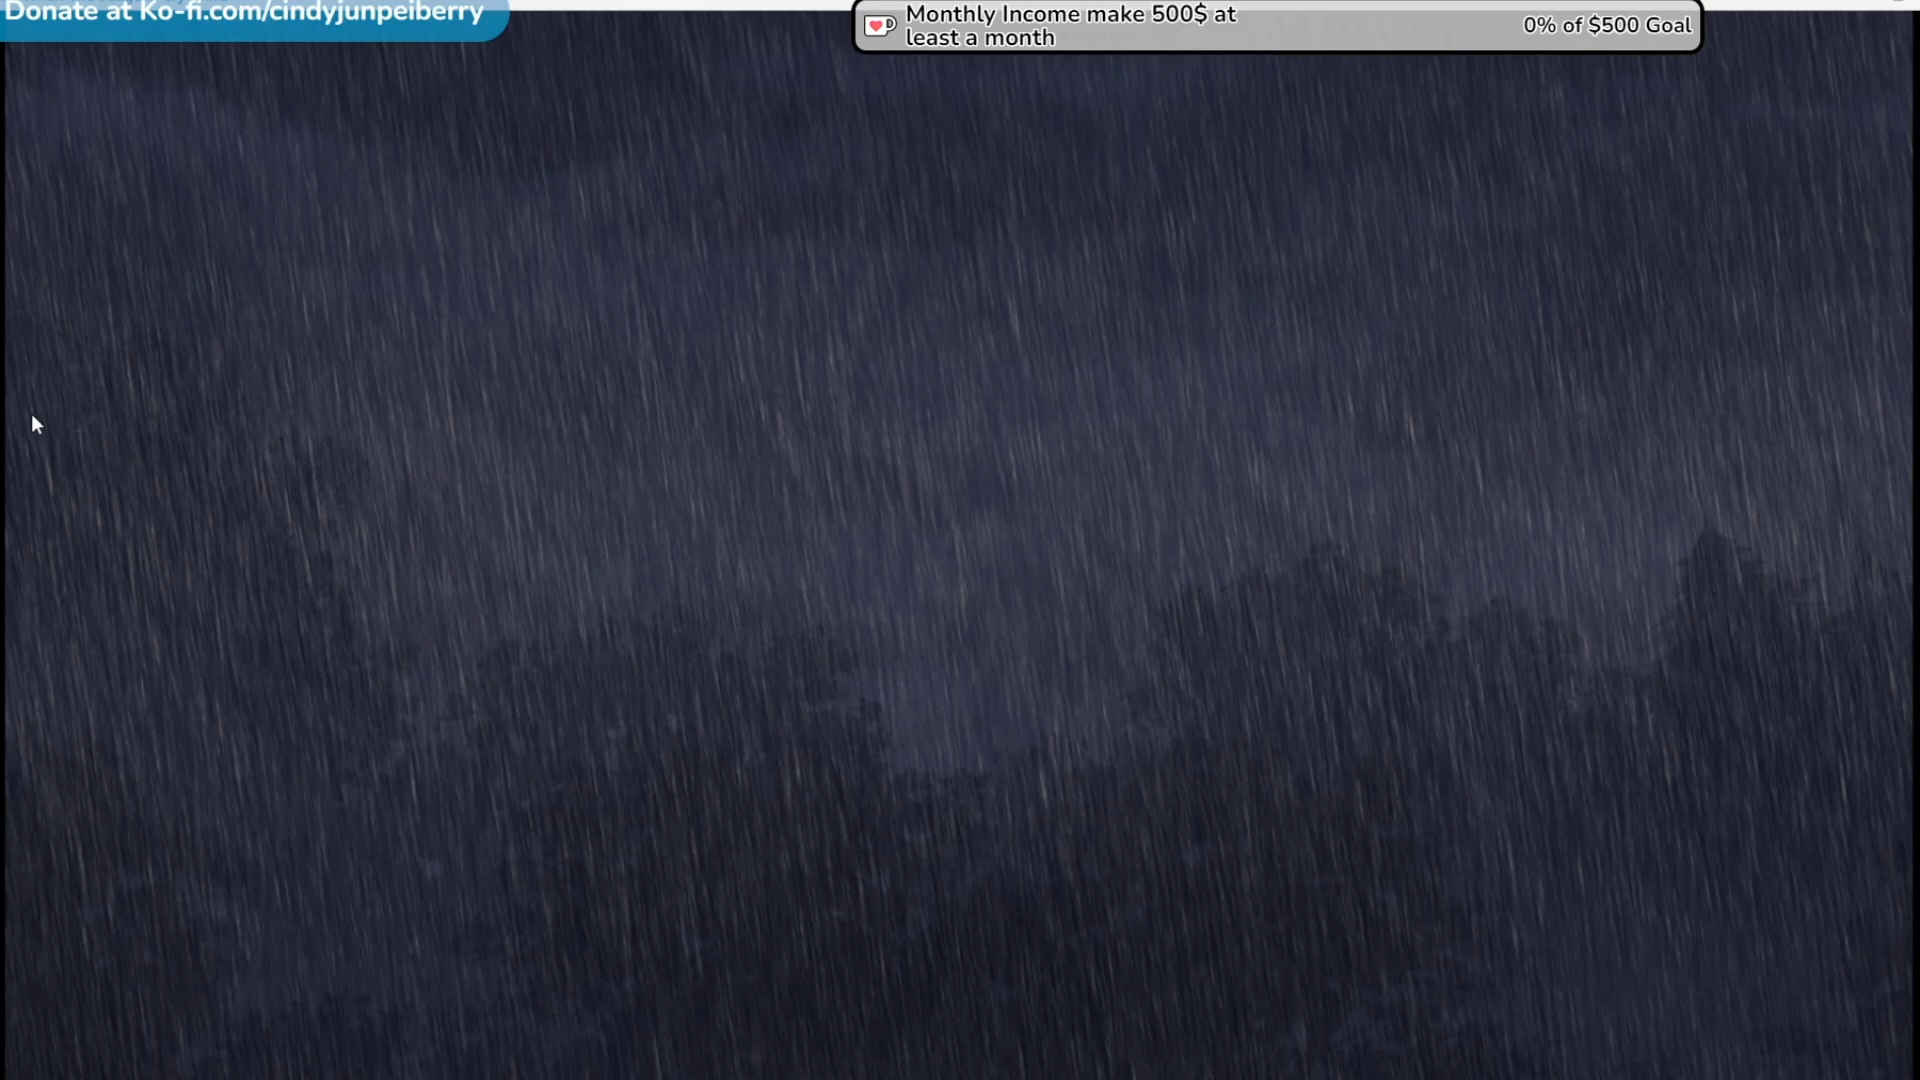 Donate at Ko-fi.com/cindyjunpeiberry
Monthly Income make 500$ at
least a month
0% of $500 Goal